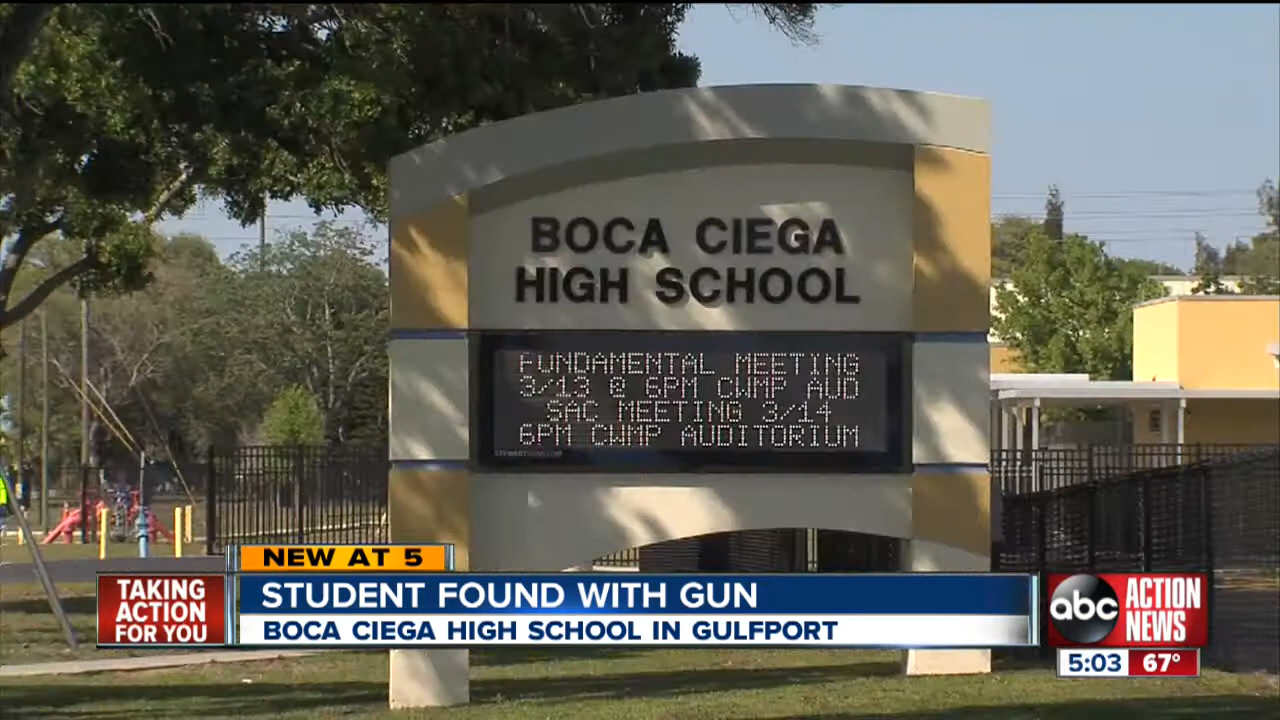 BOCA CIEGA
HIGH SCHOOL
FUNDAMENTAL MEETING
3/13 @ 6PM CWMP AUD
SAC MEETING 3/14
6PM CWMP AUDITORIUM
NEW AT 5
TAKING
ACTION
FOR YOU
STUDENT FOUND WITH GUN
BOCA CIEGA HIGH SCHOOL IN GULFPORT
abc ACTION
NEWS
5:03 67°